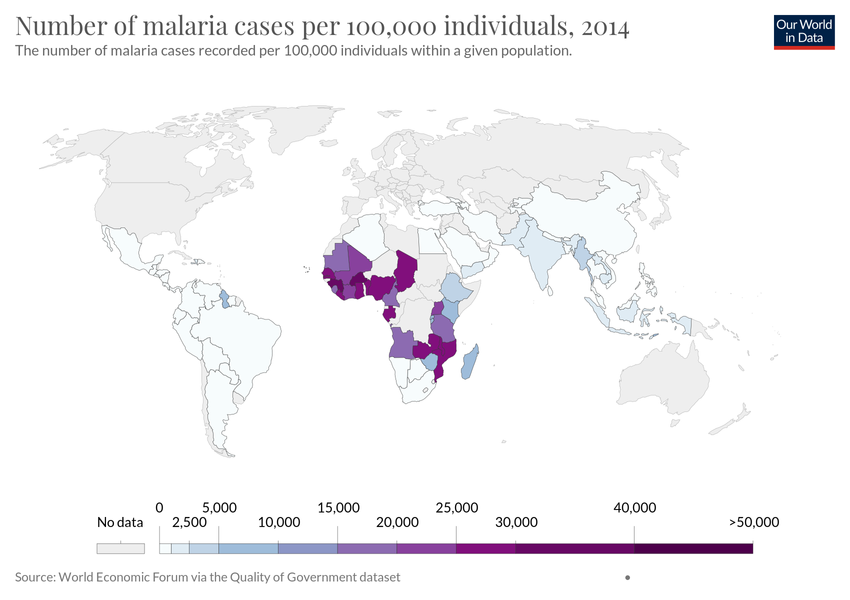 Number of malaria cases per 100,000 individuals, 2014
The number of malaria cases recorded per 100,000 individuals within a given population.
Our World
in Data
0 5,000 15,000 25,000 40,000
No data 2,500 10,000 20,000 30,000 >50,000
Source: World Economic Forum via the Quality of Government dataset